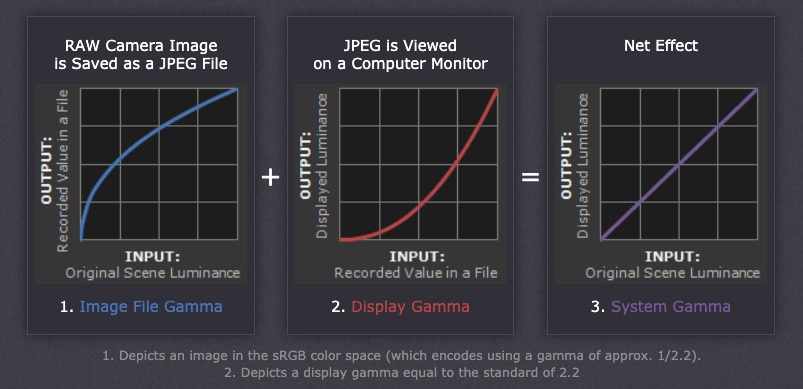 RAW Camera Image
is Saved as a JPEG File
OUTPUT:
Recorded Value in a File
INPUT:
Original Scene Luminance
1. Image File Gamma
+
JPEG is Viewed
on a Computer Monitor
OUTPUT:
Displayed Luminance
INPUT:
Recorded Value in a File
2. Display Gamma
=
Net Effect
OUTPUT:
Displayed Luminance
INPUT:
Original Scene Luminance
3. System Gamma
1. Depicts an image in the sRGB color space (which encodes using a gamma of approx. 1/2.2).
2. Depicts a display gamma equal to the standard of 2.2